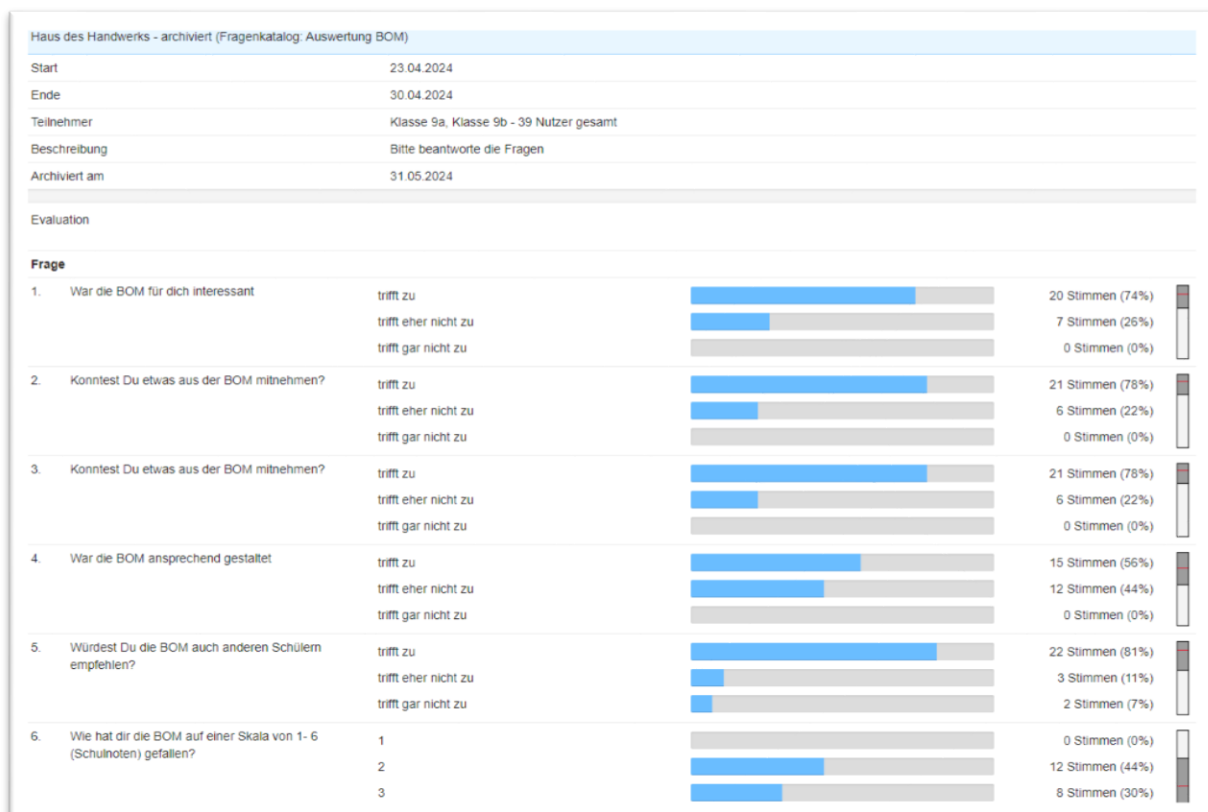 Haus des Handwerks - archiviert (Fragenkatalog: Auswertung BOM)
Start 23.04.2024
Ende 30.04.2024
Teilnehmer Klasse 9a, Klasse 9b - 39 Nutzer gesamt
Beschreibung Bitte beantworte die Fragen
Archiviert am 31.05.2024
Evaluation
Frage
1. War die BOM für dich interessant trifft zu 20 Stimmen (74%)
trifft eher nicht zu 7 Stimmen (26%)
trifft gar nicht zu 0 Stimmen (0%)
2. Konntest Du etwas aus der BOM mitnehmen? trifft zu 21 Stimmen (78%)
trifft eher nicht zu 6 Stimmen (22%)
trifft gar nicht zu 0 Stimmen (0%)
3. Konntest Du etwas aus der BOM mitnehmen? trifft zu 21 Stimmen (78%)
trifft eher nicht zu 6 Stimmen (22%)
trifft gar nicht zu 0 Stimmen (0%)
4. War die BOM ansprechend gestaltet trifft zu 15 Stimmen (56%)
trifft eher nicht zu 12 Stimmen (44%)
trifft gar nicht zu 0 Stimmen (0%)
5. Würdest Du die BOM auch anderen Schülern trifft zu 22 Stimmen (81%)
empfehlen?
trifft eher nicht zu 3 Stimmen (11%)
trifft gar nicht zu 2 Stimmen (7%)
6. Wie hat dir die BOM auf einer Skala von 1- 6 1 0 Stimmen (0%)
(Schulnoten) gefallen?
2 12 Stimmen (44%)
3 8 Stimmen (30%)